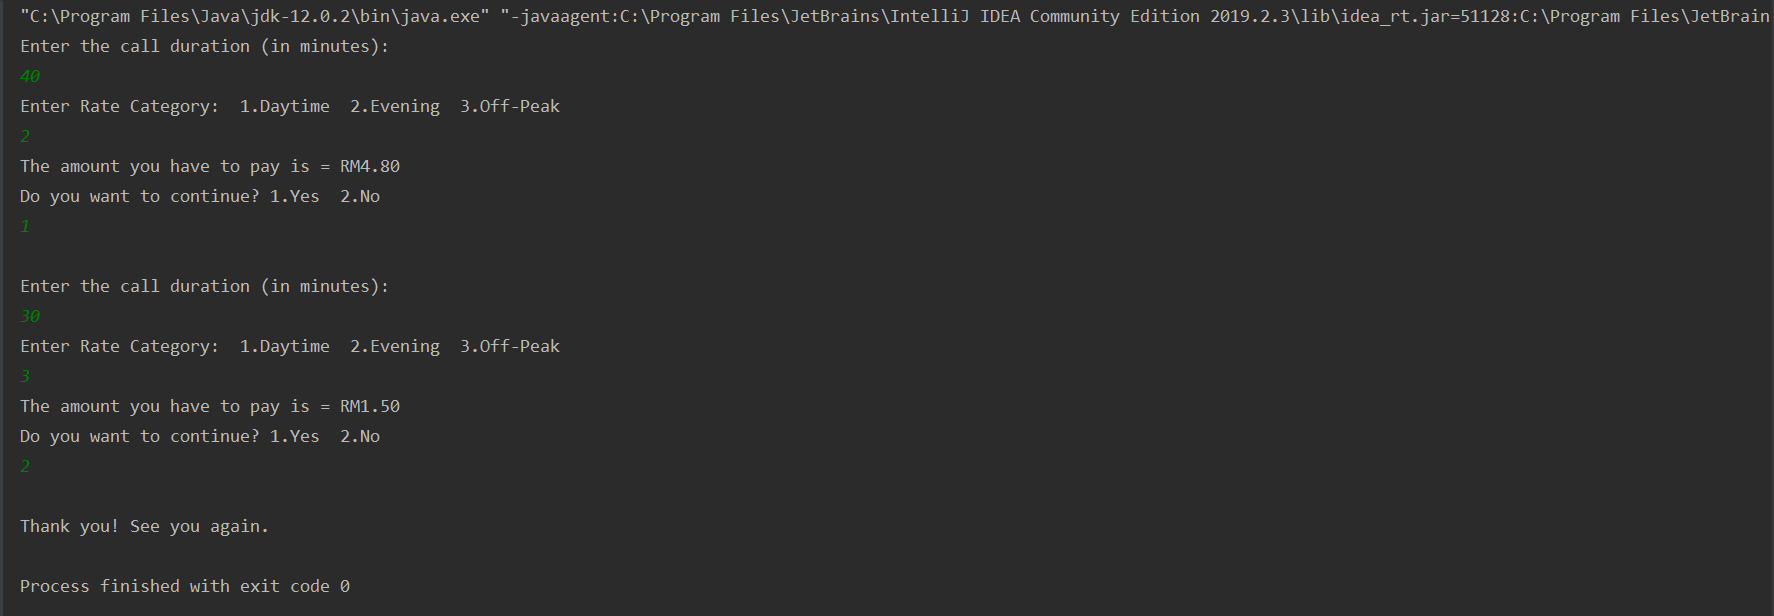 "C:\Program Files\Java\jdk-12.0.2\bin\java.exe" "-javaagent:C:\Program Files\JetBrains\IntelliJ IDEA Community Edition 2019.2.3\lib\idea_rt.jar=51128:C:\Program Files\JetBrain
Enter the call duration (in minutes):
40
Enter Rate Category:  1.Daytime  2.Evening  3.Off-Peak
2
The amount you have to pay is = RM4.80
Do you want to continue? 1.Yes  2.No
1
Enter the call duration (in minutes):
30
Enter Rate Category:  1.Daytime  2.Evening  3.Off-Peak
3
The amount you have to pay is = RM1.50
Do you want to continue? 1.Yes  2.No
2
Thank you! See you again.
Process finished with exit code 0